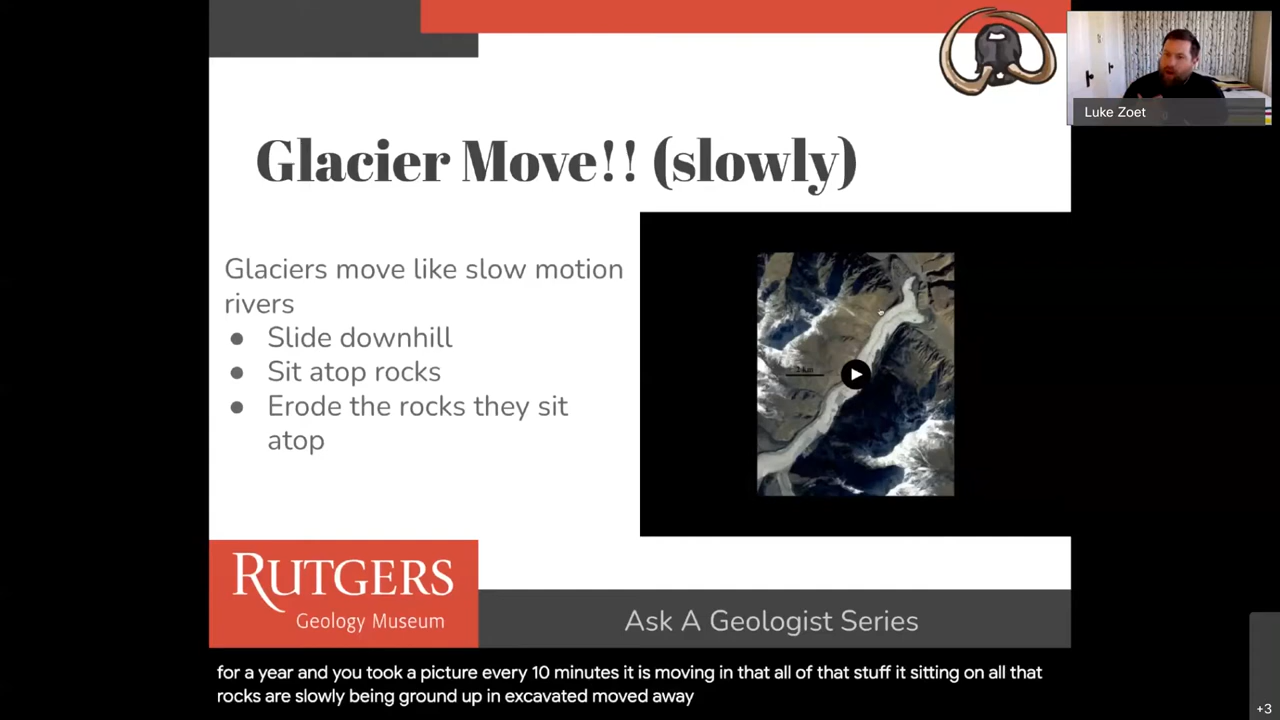 Luke Zoet
Glacier Move!! (slowly)
Glaciers move like slow motion
rivers
● Slide downhill
● Sit atop rocks
● Erode the rocks they sit
atop
2 km
RUTGERS
Geology Museum
Ask A Geologist Series
for a year and you took a picture every 10 minutes it is moving in that all of that stuff it sitting on all that
rocks are slowly being ground up in excavated moved away
+3